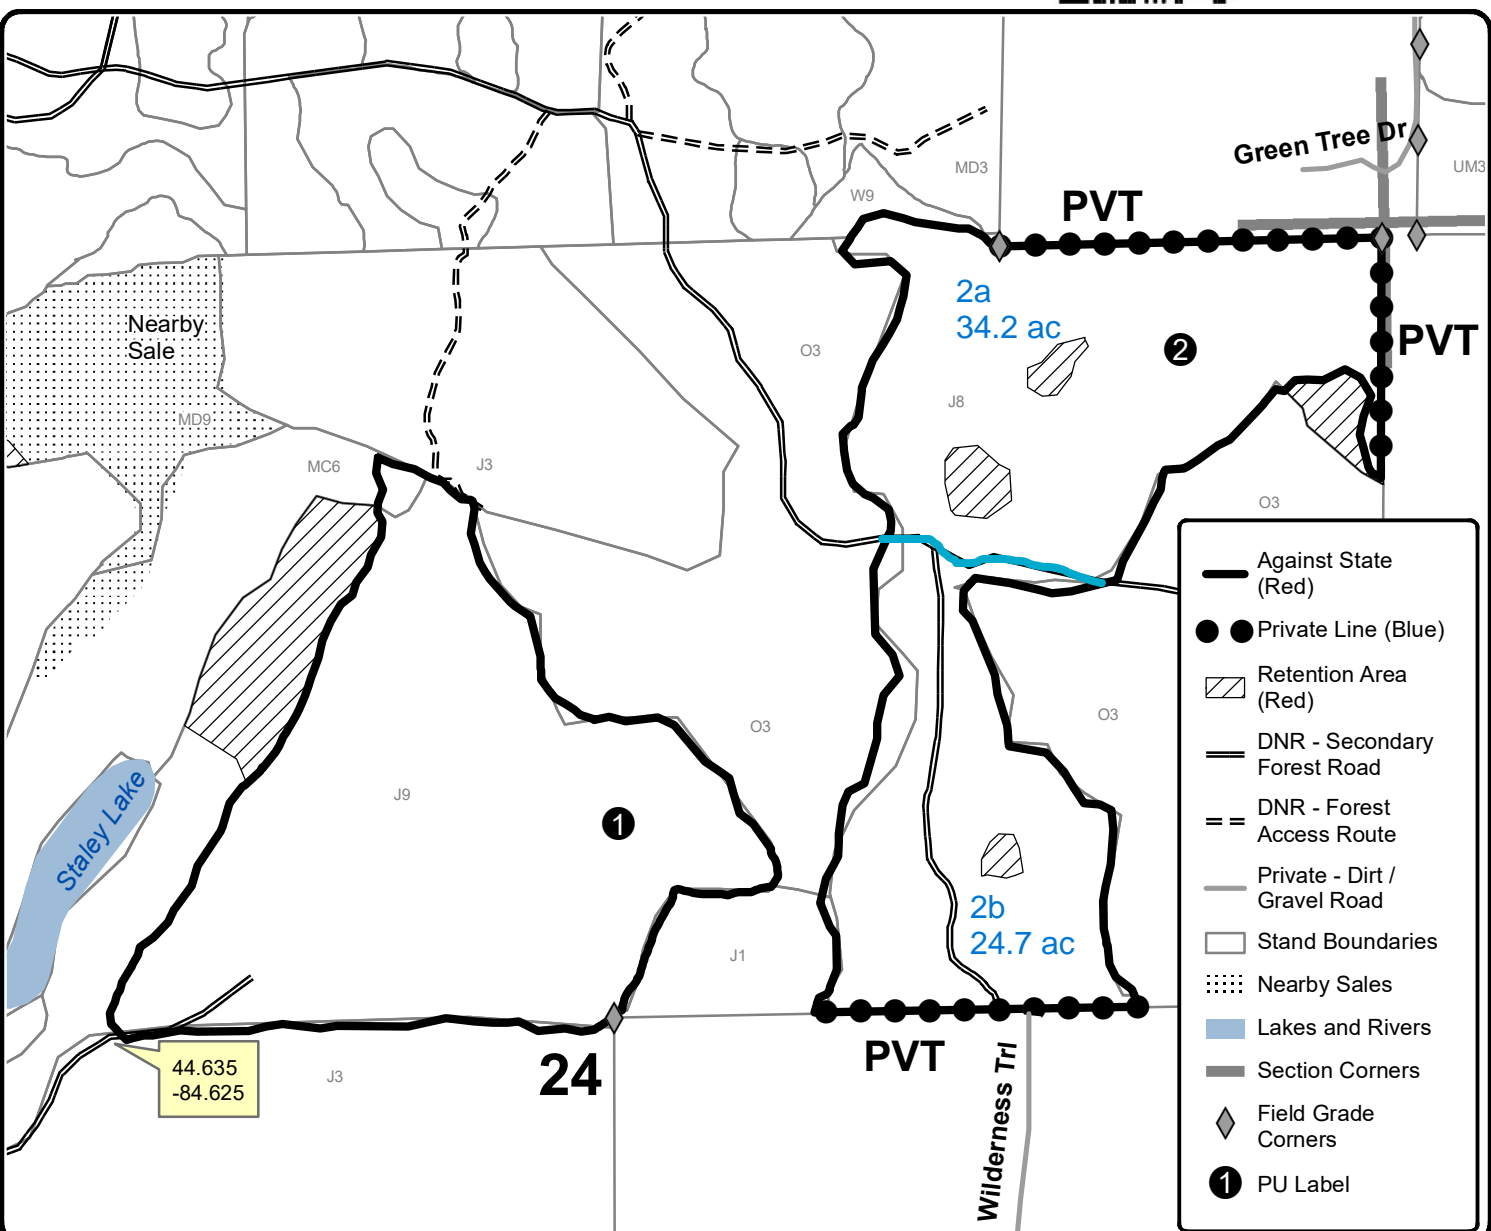 Green Tree Dr
MD3
UM3
W9
PVT
2a
34.2 ac
Nearby
Sale
2
PVT
O3
J8
MD9
MC6
J3
O3
Against State
(Red)
Private Line (Blue)
Retention Area
(Red)
DNR - Secondary
Forest Road
DNR - Forest
Access Route
Private - Dirt /
Gravel Road
Stand Boundaries
Nearby Sales
Lakes and Rivers
Section Corners
Field Grade
Corners
1 PU Label
O3
O3
Staley Lake
J9
1
2b
24.7 ac
J1
PVT
24
44.635
-84.625
J3
Wilderness Trl